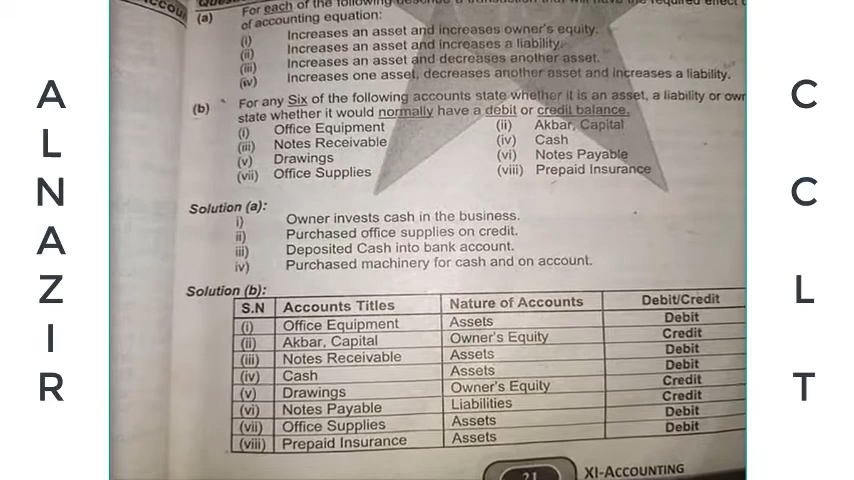 (a) For each of the following describe a transaction that will have the required effect
of accounting equation:
(i) Increases an asset and increases owner's equity.
(ii) Increases an asset and increases a liability.
(iii) Increases an asset and decreases another asset.
(iv) Increases one asset, decreases another asset and increases a liability.
(b) For any Six of the following accounts state whether it is an asset, a liability or own
state whether it would normally have a debit or credit balance.
(i) Office Equipment (ii) Akbar, Capital
(iii) Notes Receivable (iv) Cash
(v) Drawings (vi) Notes Payable
(vii) Office Supplies (viii) Prepaid Insurance
Solution (a):
i) Owner invests cash in the business.
ii) Purchased office supplies on credit.
iii) Deposited Cash into bank account.
iv) Purchased machinery for cash and on account.
Solution (b):
S.N Accounts Titles Nature of Accounts Debit/Credit
(i) Office Equipment Assets Debit
(ii) Akbar, Capital Owner's Equity Credit
(iii) Notes Receivable Assets Debit
(iv) Cash Assets Debit
(v) Drawings Owner's Equity Credit
(vi) Notes Payable Liabilities Credit
(vii) Office Supplies Assets Debit
(viii) Prepaid Insurance Assets Debit
21 XI-ACCOUNTING
A
L
N
A
Z
I
R
C
C
L
T